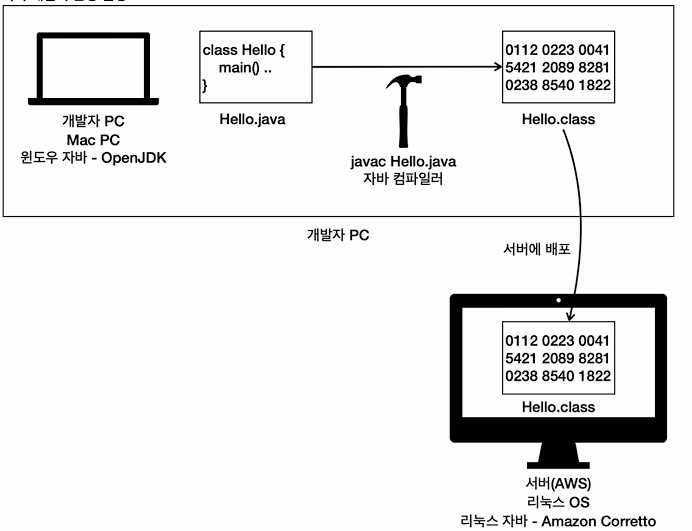 class Hello {
main() ..
}
Hello.java
0112 0223 0041
5421 2089 8281
0238 8540 1822
Hello.class
개발자 PC
Mac PC
윈도우 자바 - OpenJDK
javac Hello.java
자바 컴파일러
개발자 PC
서버에 배포
0112 0223 0041
5421 2089 8281
0238 8540 1822
Hello.class
서버(AWS)
리눅스 OS
리눅스 자바 - Amazon Corretto